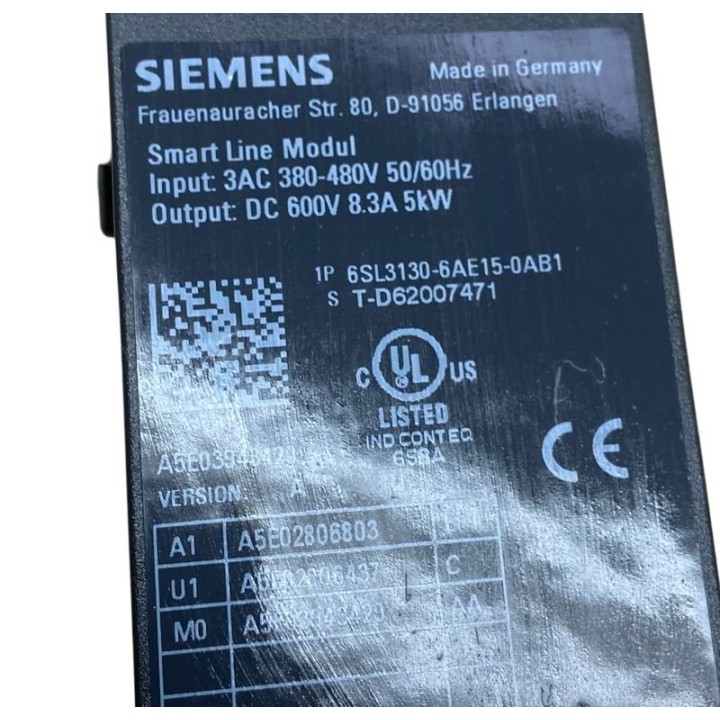 SIEMENS Made in Germany
Frauenauracher Str. 80, D-91056 Erlangen
Smart Line Modul
Input: 3AC 380-480V 50/60Hz
Output: DC 600V 8.3A 5kW
1P 6SL3130-6AE15-0AB1
S T-D62007471
C UL US
LISTED
IND.CONT.EQ
VERSION: A
A1 A5E02806803
U1 C
M0 AA